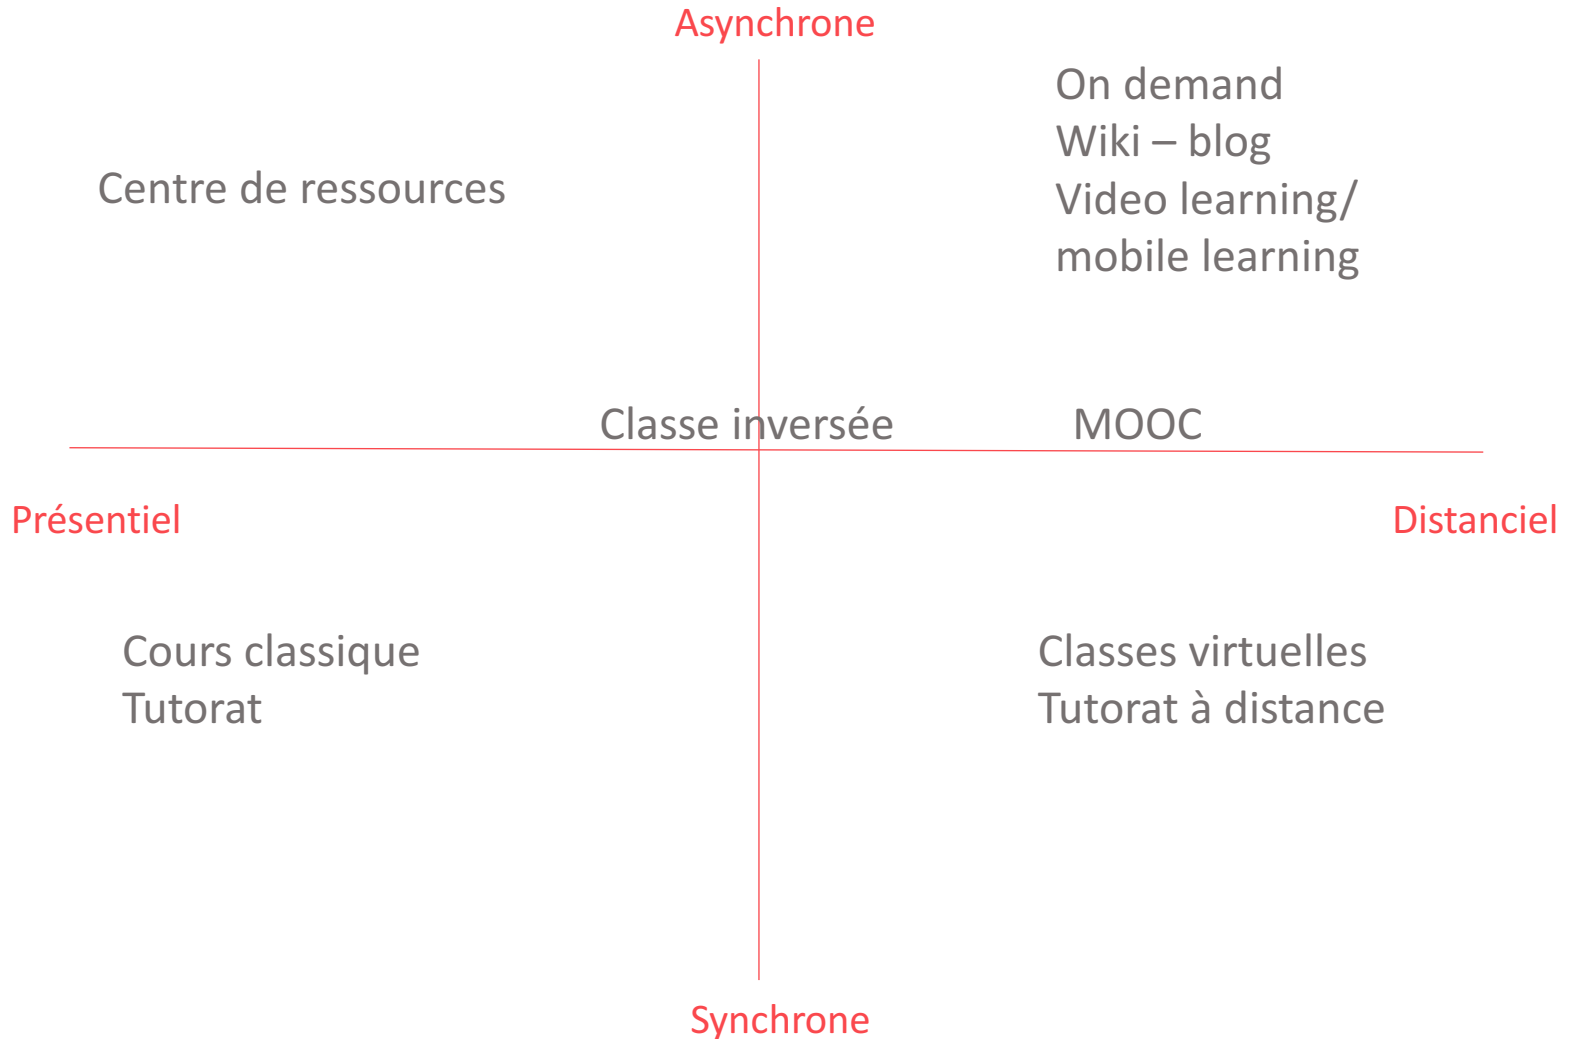 Asynchrone
On demand
Wiki – blog
Centre de ressources
Video learning/
mobile learning
Classe inversée
MOOC
Présentiel
Distanciel
Cours classique
Tutorat
Classes virtuelles
Tutorat à distance
Synchrone